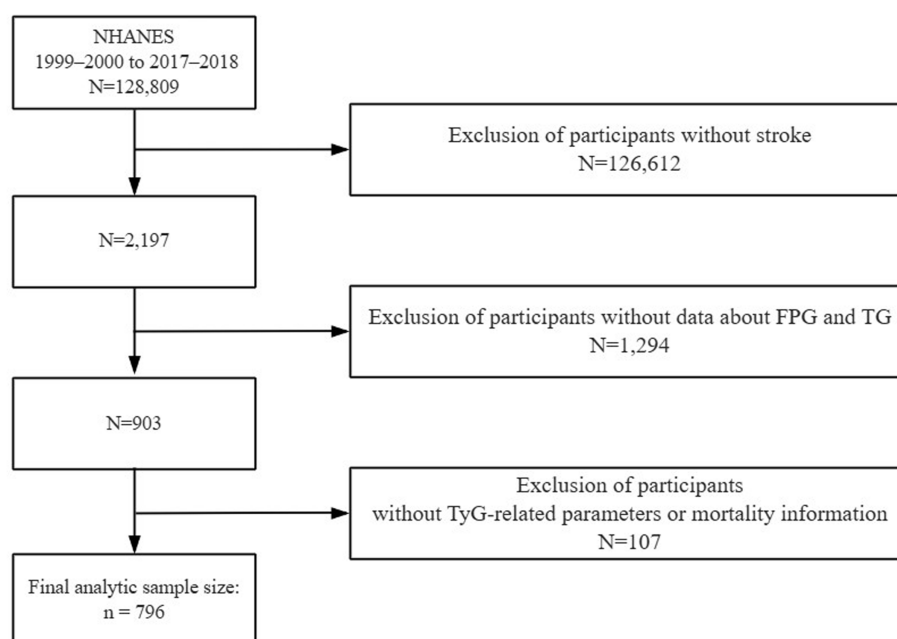 NHANES
1999–2000 to 2017–2018
N=128,809
Exclusion of participants without stroke
N=126,612
N=2,197
Exclusion of participants without data about FPG and TG
N=1,294
N=903
Exclusion of participants
without TyG-related parameters or mortality information
N=107
Final analytic sample size:
n = 796